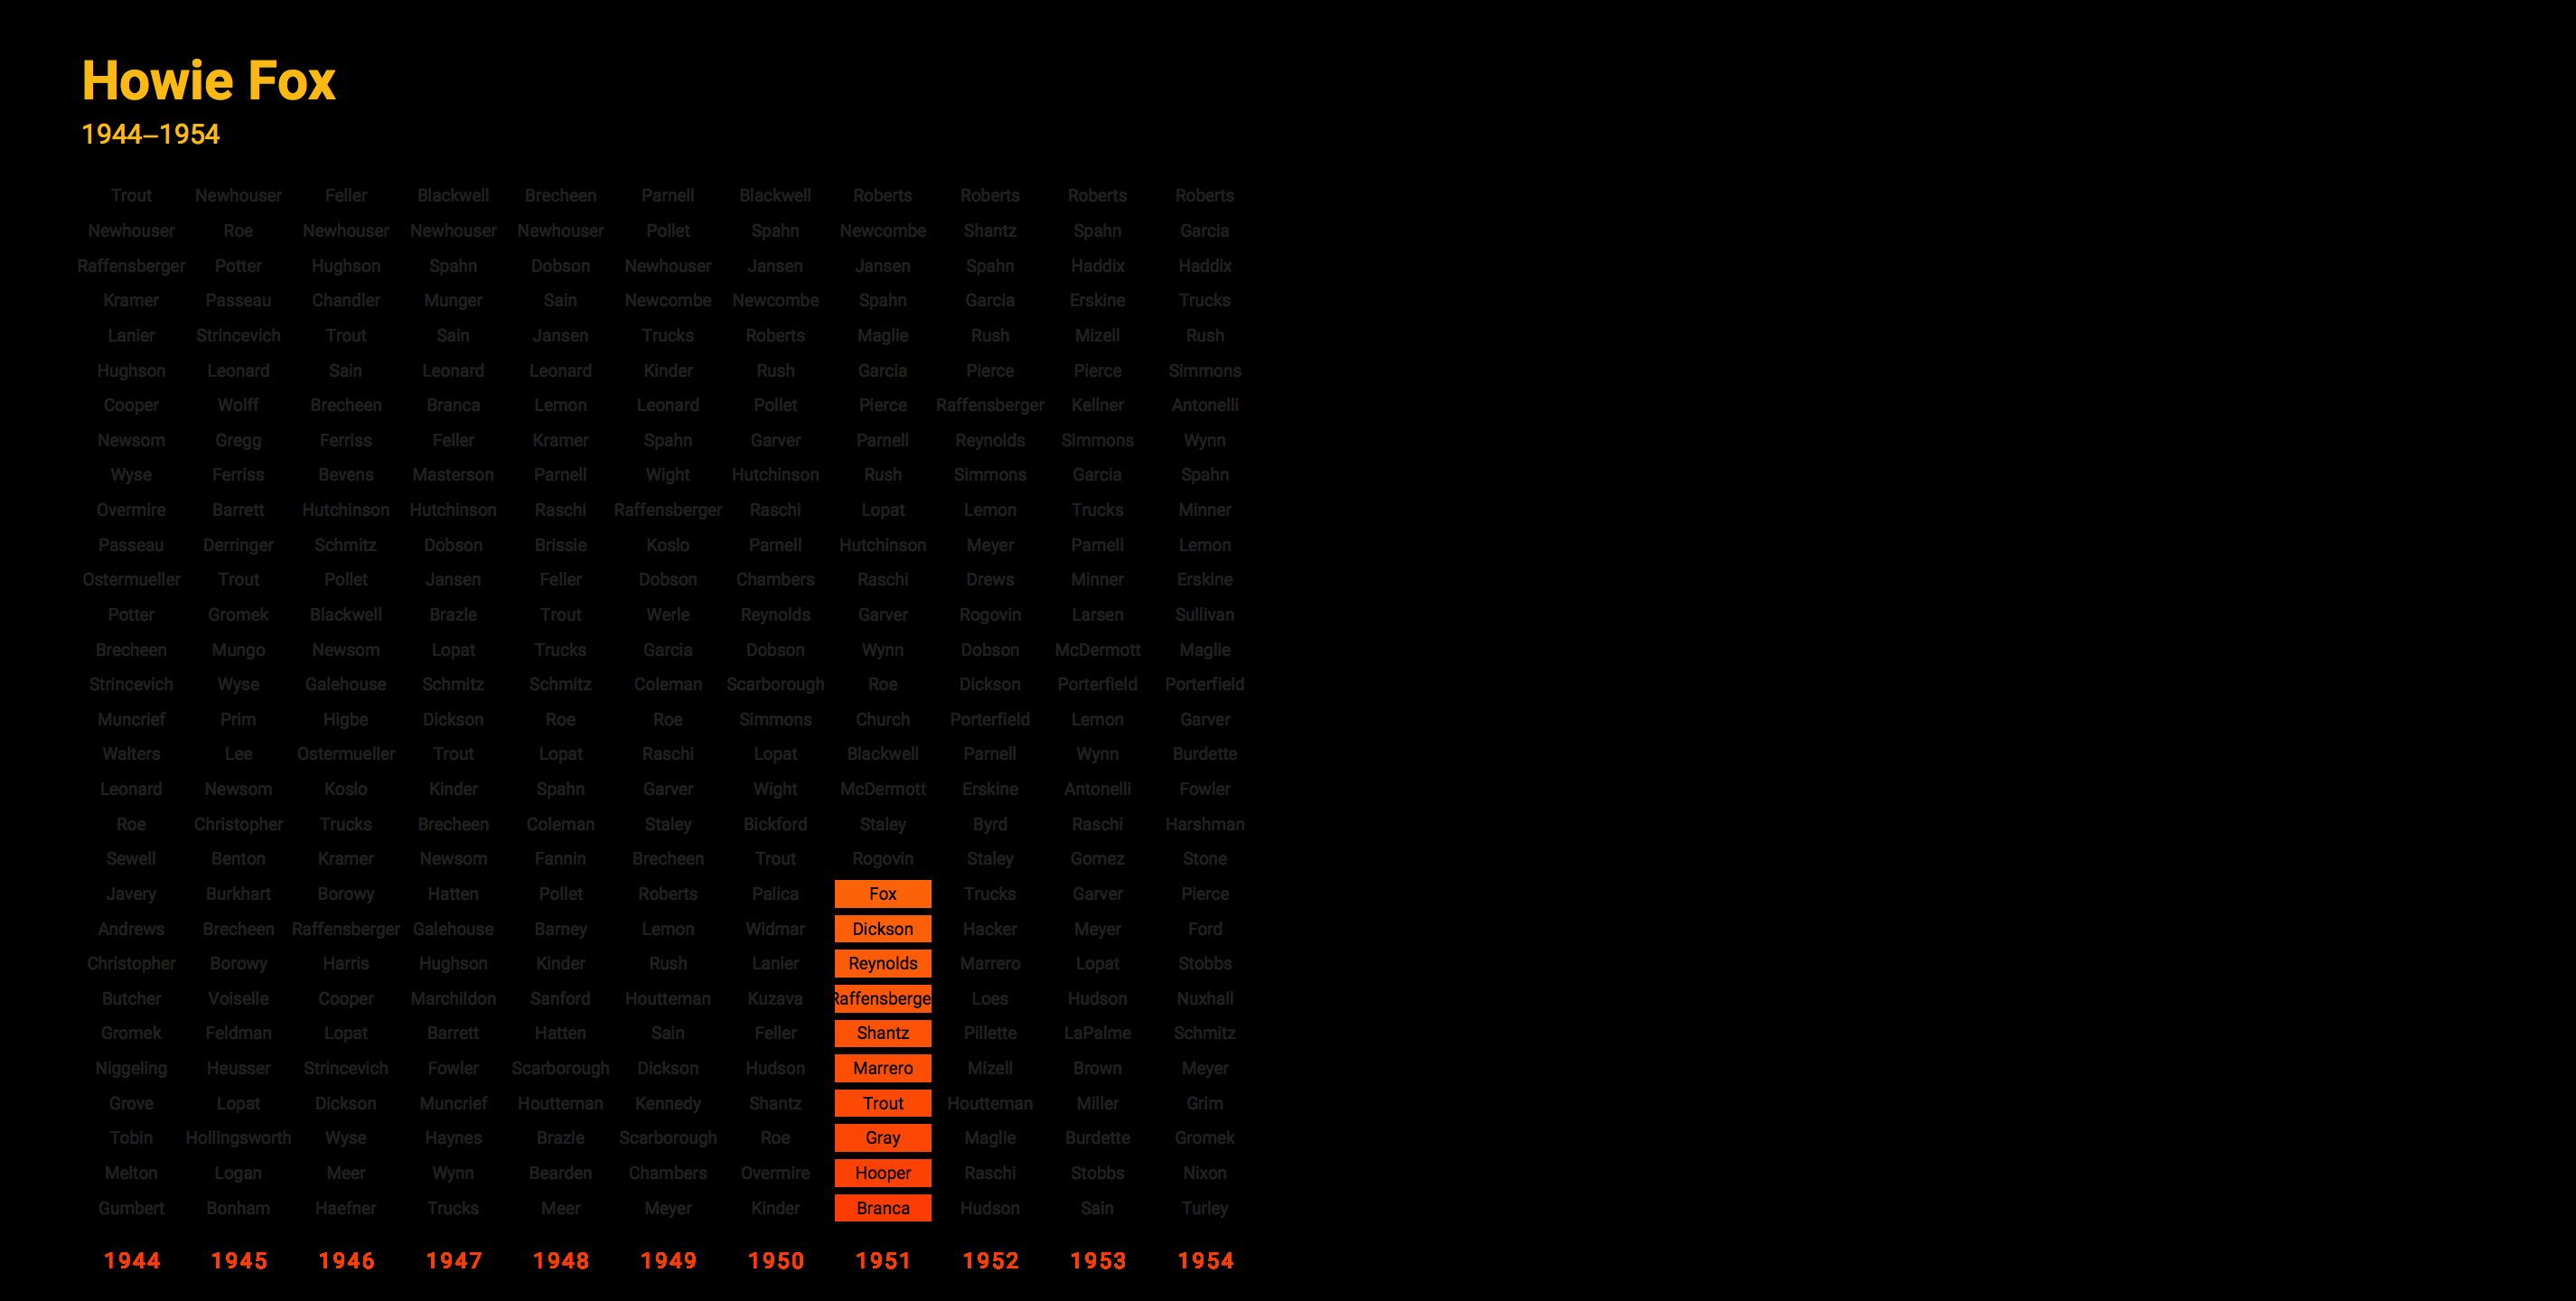 Howie Fox
1944–1954
Trout Newhouser Feller Blackwell Brecheen Parnell Blackwell Roberts Roberts Roberts Roberts
Newhouser Roe Newhouser Newhouser Newhouser Pollet Spahn Newcombe Shantz Spahn Garcia
Raffensberger Potter Hughson Spahn Dobson Newhouser Jansen Jansen Spahn Haddix Haddix
Kramer Passeau Chandler Munger Sain Newcombe Newcombe Spahn Garcia Erskine Trucks
Lanier Strincevich Trout Sain Jansen Trucks Roberts Maglie Rush Mizell Rush
Hughson Leonard Sain Leonard Leonard Kinder Rush Garcia Pierce Pierce Simmons
Cooper Wolff Brecheen Branca Lemon Leonard Pollet Pierce Raffensberger Kellner Antonelli
Newsom Gregg Ferriss Feller Kramer Spahn Garver Parnell Reynolds Simmons Wynn
Wyse Ferriss Bevens Masterson Parnell Wight Hutchinson Rush Simmons Garcia Spahn
Overmire Barrett Hutchinson Hutchinson Raschi Raffensberger Raschi Lopat Lemon Trucks Minner
Passeau Derringer Schmitz Dobson Brissie Koslo Parnell Hutchinson Meyer Parnell Lemon
Ostermueller Trout Pollet Jansen Feller Dobson Chambers Raschi Drews Minner Erskine
Potter Gromek Blackwell Brazle Trout Werle Reynolds Garver Rogovin Larsen Sullivan
Brecheen Mungo Newsom Lopat Trucks Garcia Dobson Wynn Dobson McDermott Maglie
Strincevich Wyse Galehouse Schmitz Schmitz Coleman Scarborough Roe Dickson Porterfield Porterfield
Muncrief Prim Higbe Dickson Roe Roe Simmons Church Porterfield Lemon Garver
Walters Lee Ostermueller Trout Lopat Raschi Lopat Blackwell Parnell Wynn Burdette
Leonard Newsom Koslo Kinder Spahn Garver Wight McDermott Erskine Antonelli Fowler
Roe Christopher Trucks Brecheen Coleman Staley Bickford Staley Byrd Raschi Harshman
Sewell Benton Kramer Newsom Fannin Brecheen Trout Rogovin Staley Gomez Stone
Javery Burkhart Borowy Hatten Pollet Roberts Palica Fox Trucks Garver Pierce
Andrews Brecheen Raffensberger Galehouse Barney Lemon Widmar Dickson Hacker Meyer Ford
Christopher Borowy Harris Hughson Kinder Rush Lanier Reynolds Marrero Lopat Stobbs
Butcher Voiselle Cooper Marchildon Sanford Houtteman Kuzava Raffensberge Loes Hudson Nuxhall
Gromek Feldman Lopat Barrett Hatten Sain Feller Shantz Pillette LaPalme Schmitz
Niggeling Heusser Strincevich Fowler Scarborough Dickson Hudson Marrero Mizell Brown Meyer
Grove Lopat Dickson Muncrief Houtteman Kennedy Shantz Trout Houtteman Miller Grim
Tobin Hollingsworth Wyse Haynes Brazle Scarborough Roe Gray Maglie Burdette Gromek
Melton Logan Meer Wynn Bearden Chambers Overmire Hooper Raschi Stobbs Nixon
Gumbert Bonham Haefner Trucks Meer Meyer Kinder Branca Hudson Sain Turley
1944 1945 1946 1947 1948 1949 1950 1951 1952 1953 1954